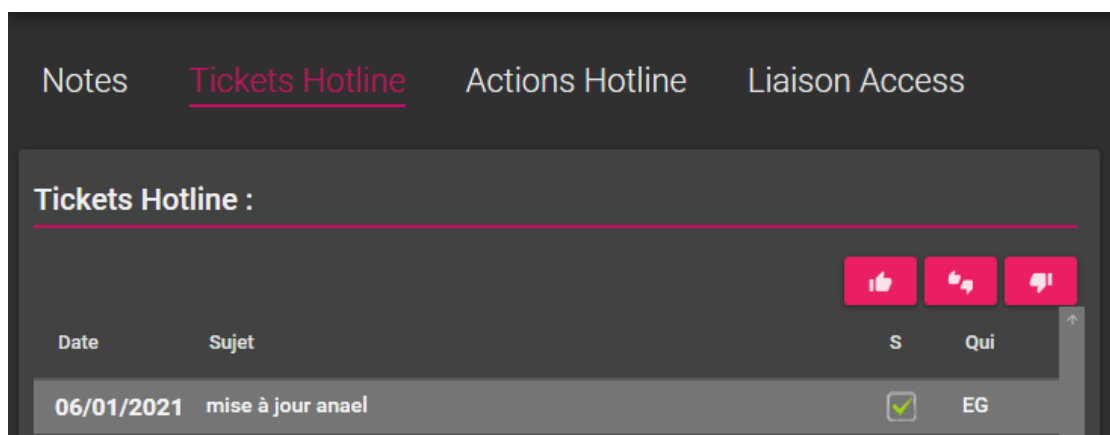 Notes Tickets Hotline Actions Hotline Liaison Access
Tickets Hotline :
Date Sujet S Qui
06/01/2021 mise à jour anael EG